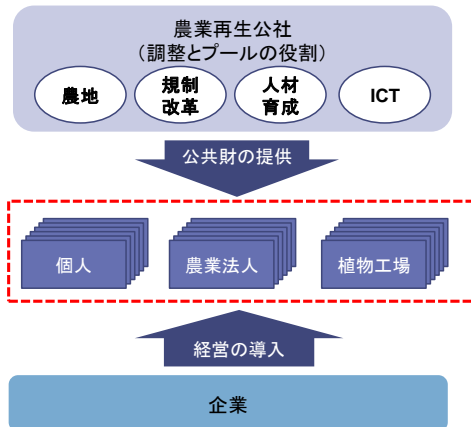 農業再生公社
(調整とプールの役割)
農地
規制
改革
人材
育成
ICT
公共財の提供
個人
農業法人
植物工場
経営の導入
企業